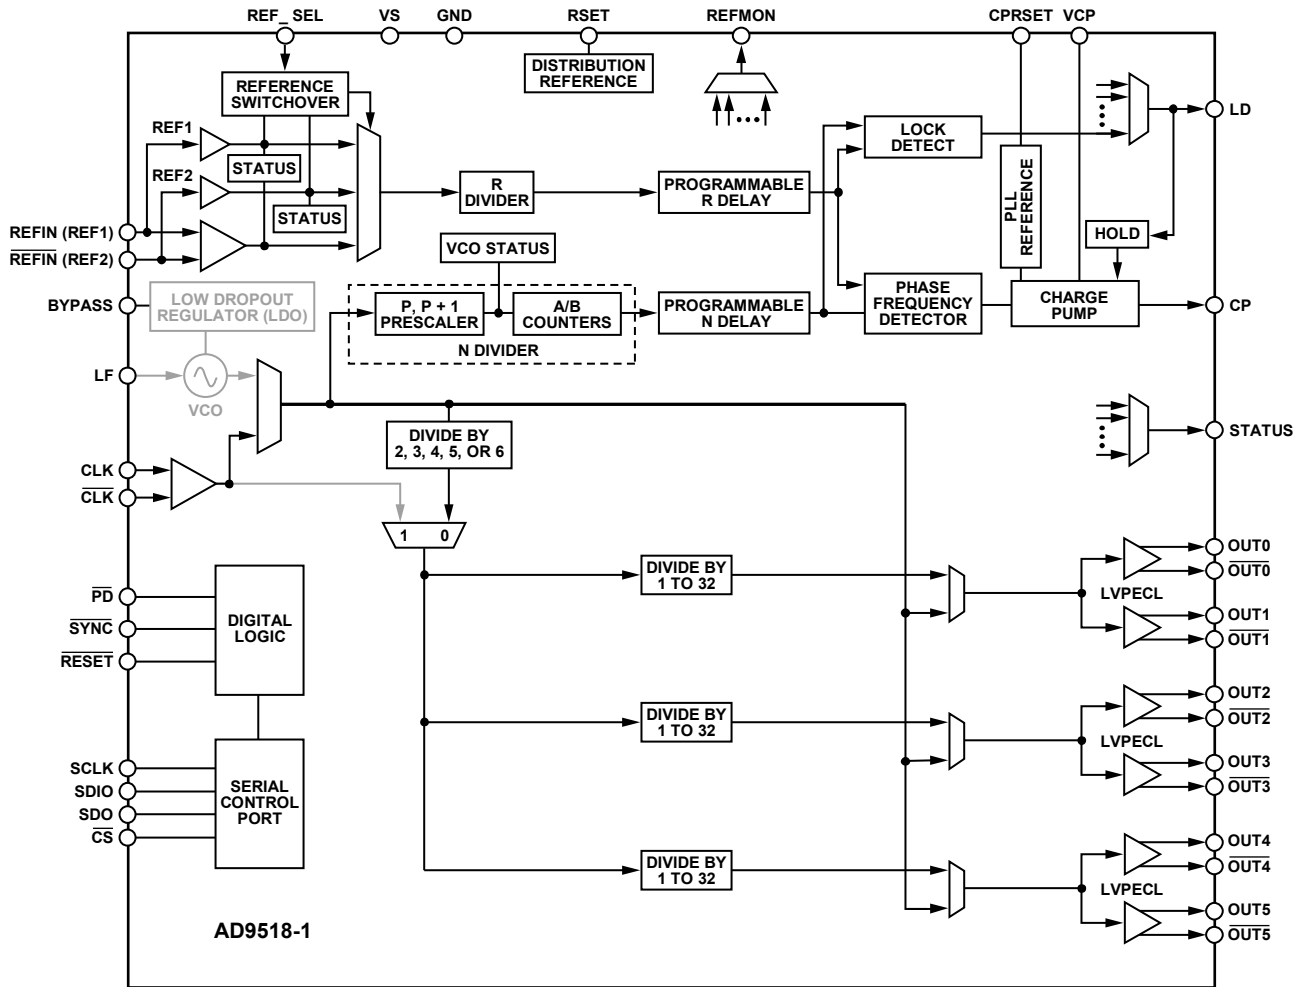 REF_ SEL
VS
GND
RSET
REFMON
CPRSET
VCP
DISTRIBUTION
REFERENCE
REFERENCE
SWITCHOVER
REF1
STATUS
REF2
STATUS
REFIN (REF1)
REFIN (REF2)
BYPASS
LOW DROPOUT
REGULATOR (LDO)
LF
VCO
R
DIVIDER
PROGRAMMABLE
R DELAY
LOCK
DETECT
LD
PLL
REFERENCE
HOLD
VCO STATUS
P, P + 1
PRESCALER
A/B
COUNTERS
N DIVIDER
PROGRAMMABLE
N DELAY
PHASE
FREQUENCY
DETECTOR
CHARGE
PUMP
CP
STATUS
DIVIDE BY
2, 3, 4, 5, OR 6
CLK
CLK
1 0
DIVIDE BY
1 TO 32
LVPECL
OUT0
OUT0
OUT1
OUT1
PD
SYNC
RESET
DIGITAL
LOGIC
DIVIDE BY
1 TO 32
LVPECL
OUT2
OUT2
OUT3
OUT3
SCLK
SDIO
SDO
CS
SERIAL
CONTROL
PORT
DIVIDE BY
1 TO 32
LVPECL
OUT4
OUT4
OUT5
OUT5
AD9518-1